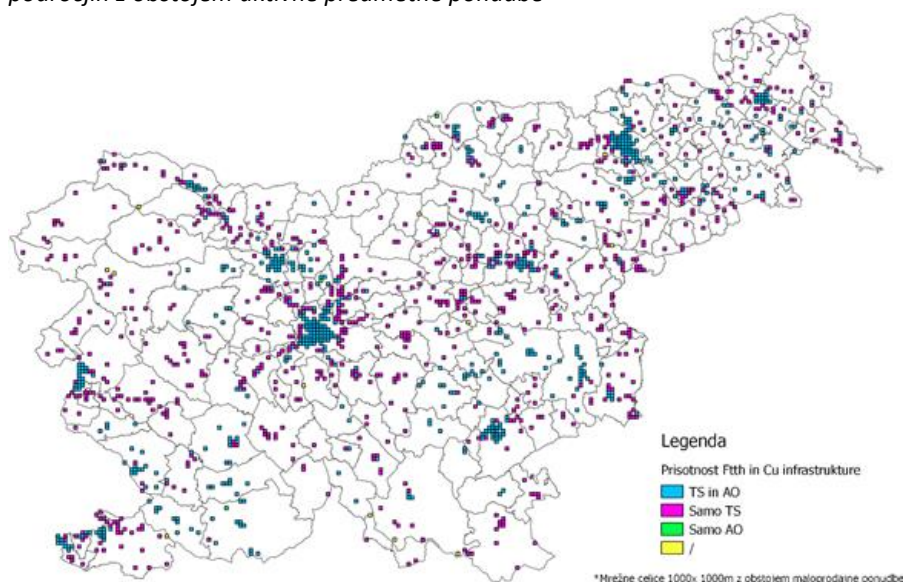 področjih z obstojem aktivne predmetne ponudbe
Legenda
Prisotnost Ftth in Cu infrastrukture
TS in AO
Samo TS
Samo AO
/
*Mrežne celice 1000x 1000m z obstojem maloprodajne ponudbe